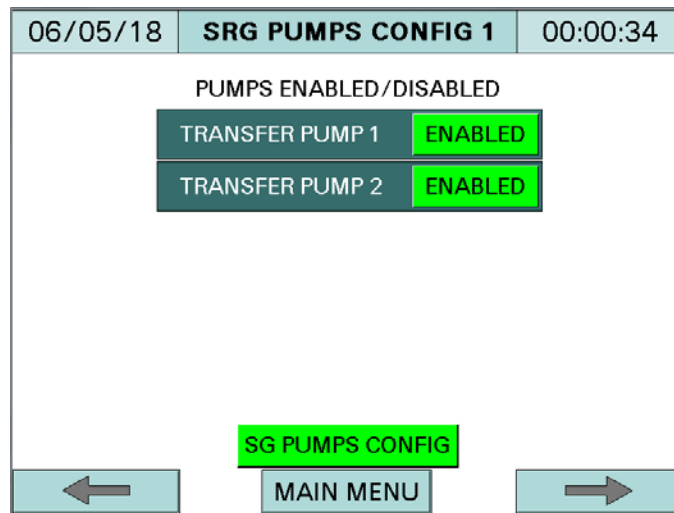 06/05/18 SRG PUMPS CONFIG 1 00:00:34
PUMPS ENABLED/DISABLED
TRANSFER PUMP 1 ENABLED
TRANSFER PUMP 2 ENABLED
SG PUMPS CONFIG
MAIN MENU